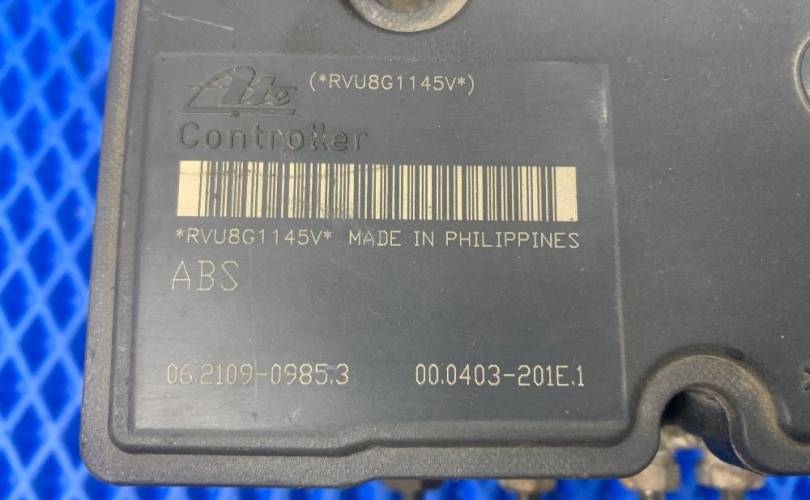 Ate (*RVU8G1145V*)
Controller
*RVU8G1145V* MADE IN PHILIPPINES
ABS
06.2109-0985.3 00.0403-201E.1